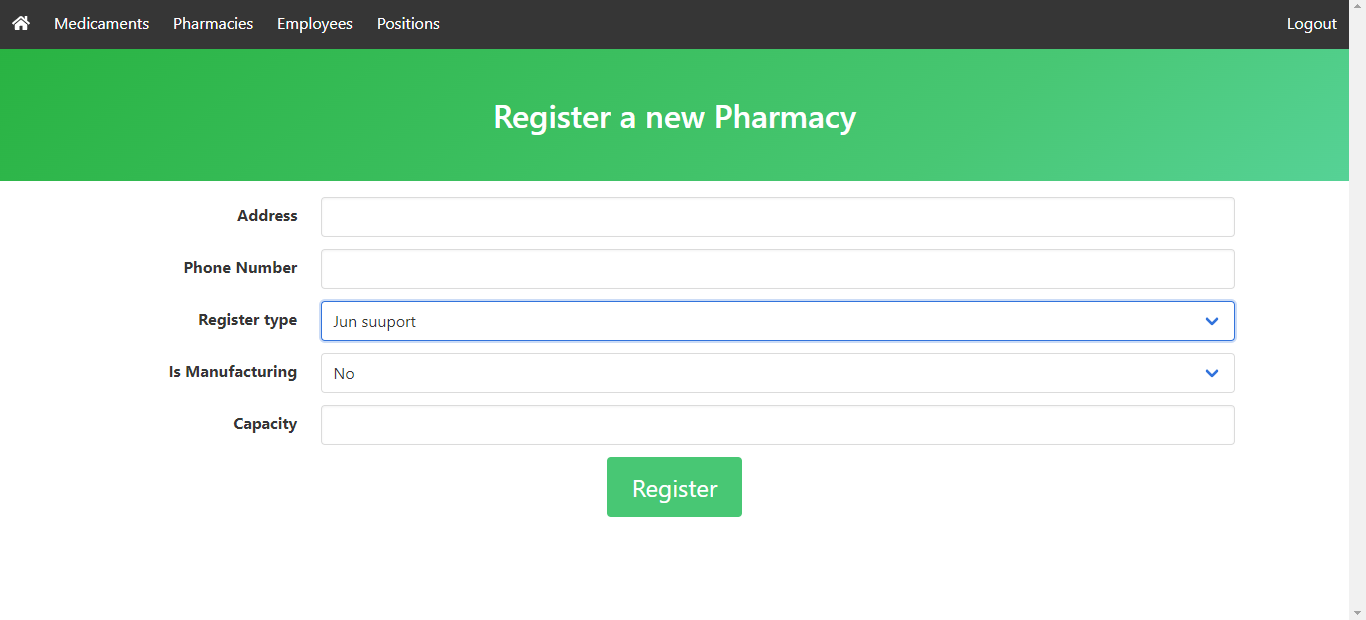 Medicaments Pharmacies Employees Positions Logout
Register a new Pharmacy
Address
Phone Number
Register type Jun suuport
Is Manufacturing No
Capacity
Register